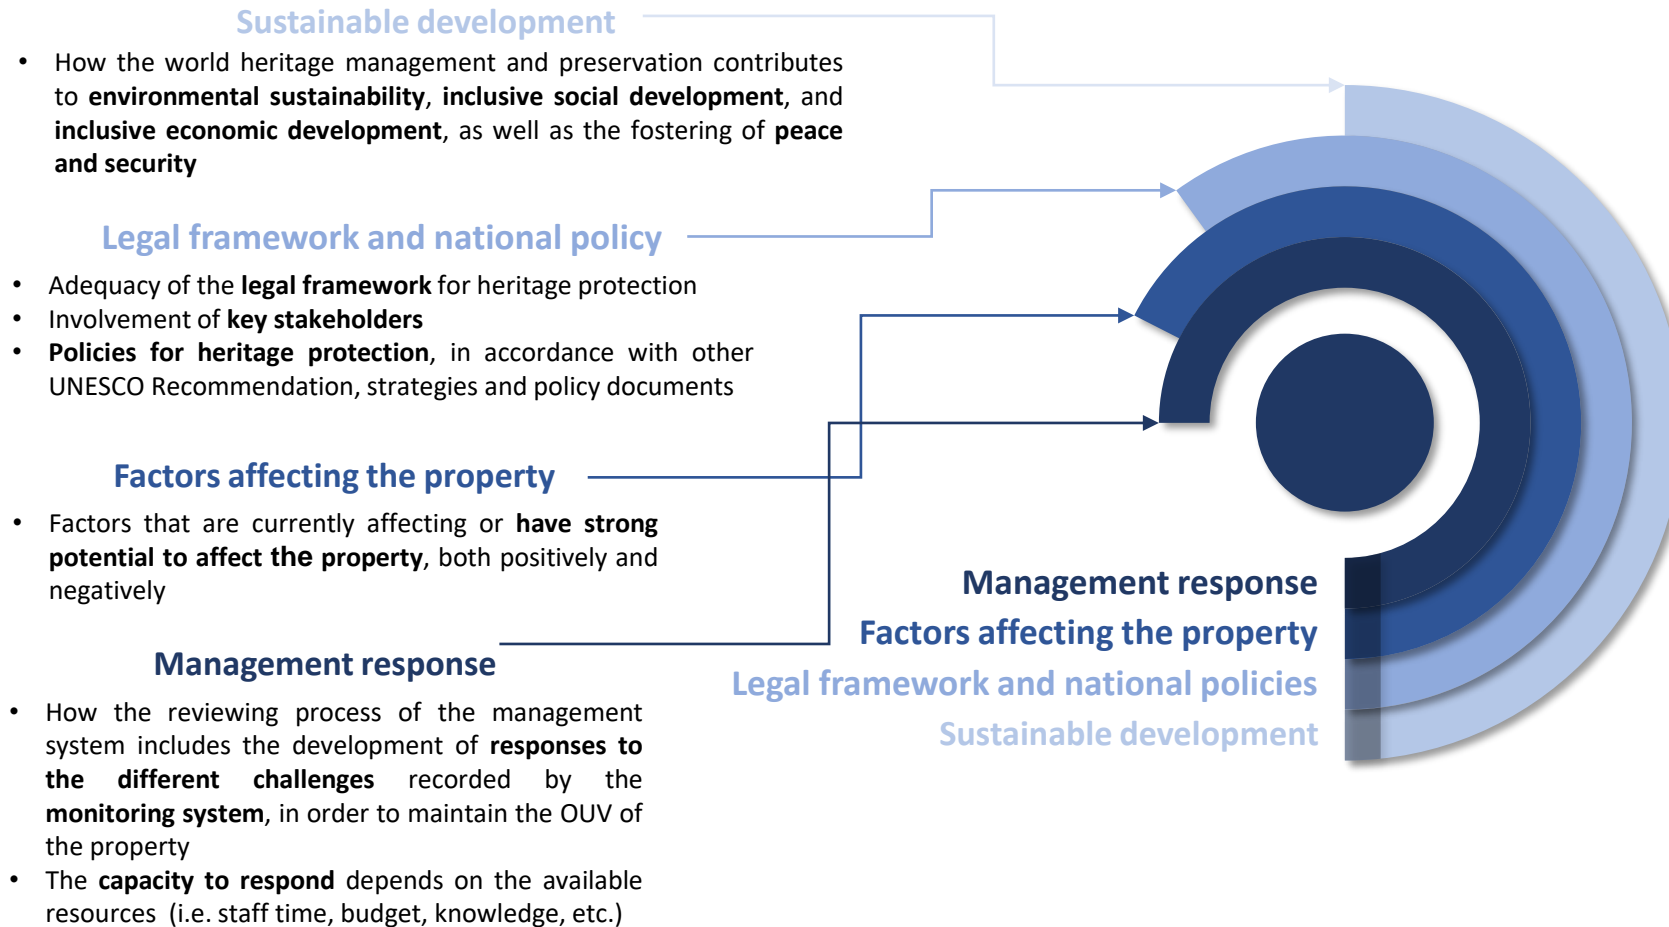 Sustainable development
• How the world heritage management and preservation contributes
to environmental sustainability, inclusive social development, and
inclusive economic development, as well as the fostering of peace
and security
Legal framework and national policy
• Adequacy of the legal framework for heritage protection
• Involvement of key stakeholders
• Policies for heritage protection, in accordance with other
UNESCO Recommendation, strategies and policy documents
Factors affecting the property
• Factors that are currently affecting or have strong
potential to affect the property, both positively and
negatively
Management response
• How the reviewing process of the management
system includes the development of responses to
the different challenges recorded by the
monitoring system, in order to maintain the OUV of
the property
• The capacity to respond depends on the available
resources (i.e. staff time, budget, knowledge, etc.)
Management response
Factors affecting the property
Legal framework and national policies
Sustainable development